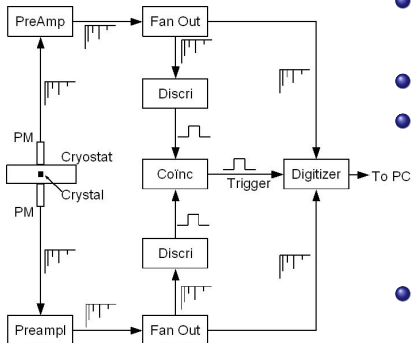 PreAmp
Fan Out
Discri
PM
Cryostat
Crystal
PM
Coïnc
Trigger
Digitizer
To PC
Discri
Preampl
Fan Out